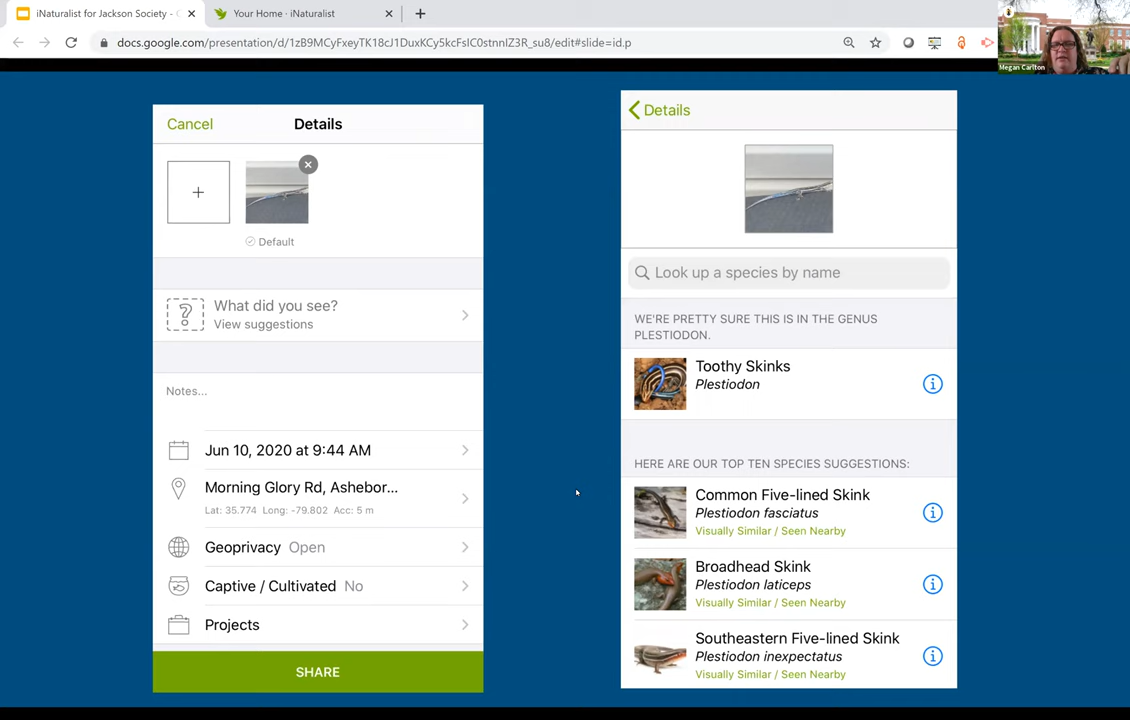 iNaturalist for Jackson Society -
Your Home · iNaturalist
docs.google.com/presentation/d/1zB9MCyFxeyTK18cJ1DuxKCy5kcFsIC0stnnIZ3R_su8/edit#slide=id.p
Megan Carlton
Cancel
Details
Default
What did you see?
View suggestions
Notes...
Jun 10, 2020 at 9:44 AM
Morning Glory Rd, Ashebor...
Lat: 35.774 Long: -79.802 Acc: 5 m
Geoprivacy Open
Captive / Cultivated No
Projects
SHARE
Details
Look up a species by name
WE'RE PRETTY SURE THIS IS IN THE GENUS
PLESTIODON.
Toothy Skinks
Plestiodon
HERE ARE OUR TOP TEN SPECIES SUGGESTIONS:
Common Five-lined Skink
Plestiodon fasciatus
Visually Similar / Seen Nearby
Broadhead Skink
Plestiodon laticeps
Visually Similar / Seen Nearby
Southeastern Five-lined Skink
Plestiodon inexpectatus
Visually Similar / Seen Nearby